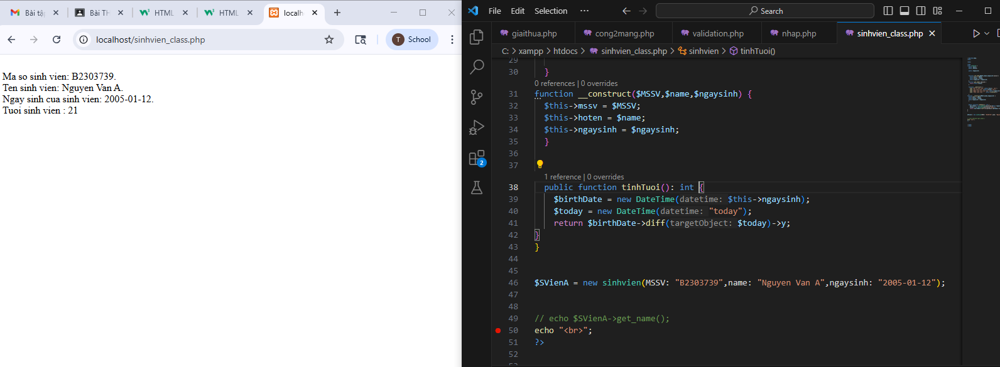 Bài tậ
Bài TH
HTML
HTML
localh
localhost/sinhvien_class.php
T
School
Ma so sinh vien: B2303739.
Ten sinh vien: Nguyen Van A.
Ngay sinh cua sinh vien: 2005-01-12.
Tuoi sinh vien : 21
File Edit Selection ···
Search
giaithua.php
cong2mang.php
validation.php
nhap.php
sinhvien_class.php
C: > xampp > htdocs > sinhvien_class.php > sinhvien > tinhTuoi()
2
29
30 }
0 references | 0 overrides
31 function __construct($MSSV,$name,$ngaysinh) {
32 $this->mssv = $MSSV;
33 $this->hoten = $name;
34 $this->ngaysinh = $ngaysinh;
35 }
36
37
1 reference | 0 overrides
38 public function tinhTuoi(): int {
39 $birthDate = new DateTime(datetime: $this->ngaysinh);
40 $today = new DateTime(datetime: "today");
41 return $birthDate->diff(targetObject: $today)->y;
42 }
43 }
44
45
46 $SVienA = new sinhvien(MSSV: "B2303739",name: "Nguyen Van A",ngaysinh: "2005-01-12");
47
48
49 // echo $SVienA->get_name();
50 echo "<br>";
51 ?>
52